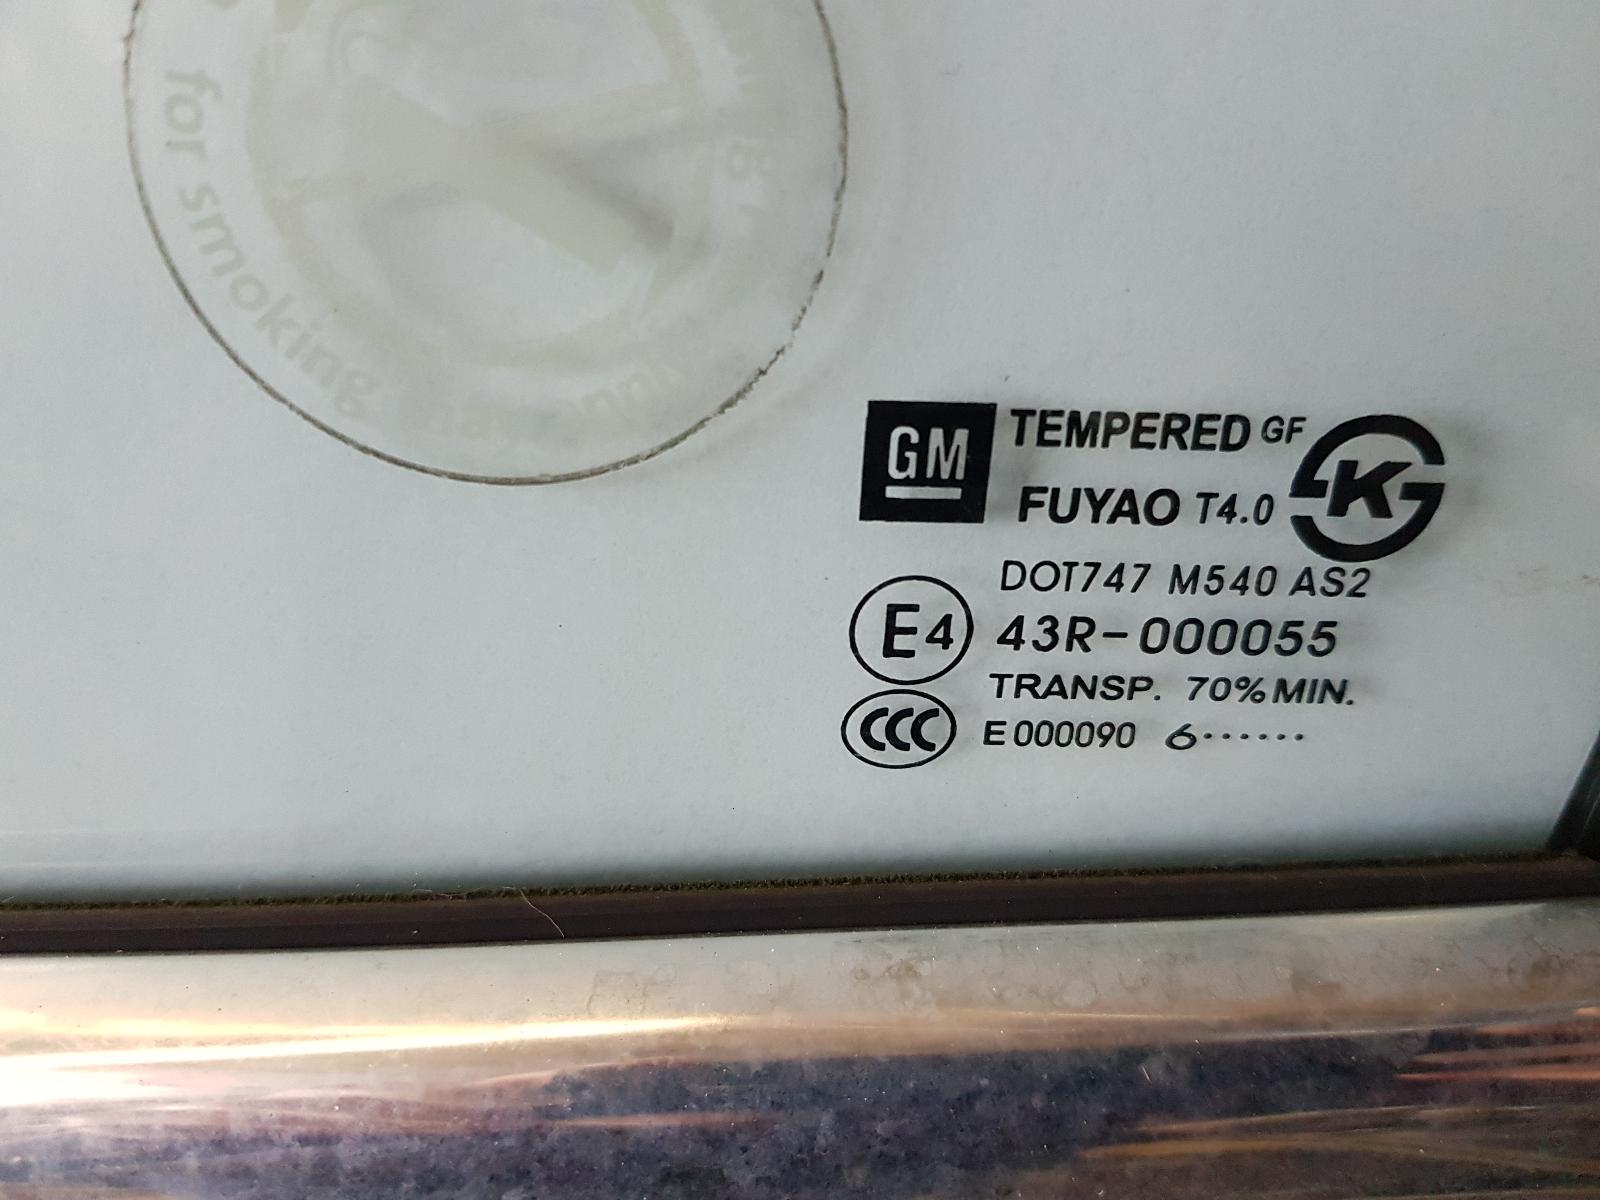 for smoking may
GM
TEMPERED GF
FUYAO T4.0
K
DOT747 M540 AS2
E4 43R-000055
TRANSP. 70% MIN.
CCC E000090 6······